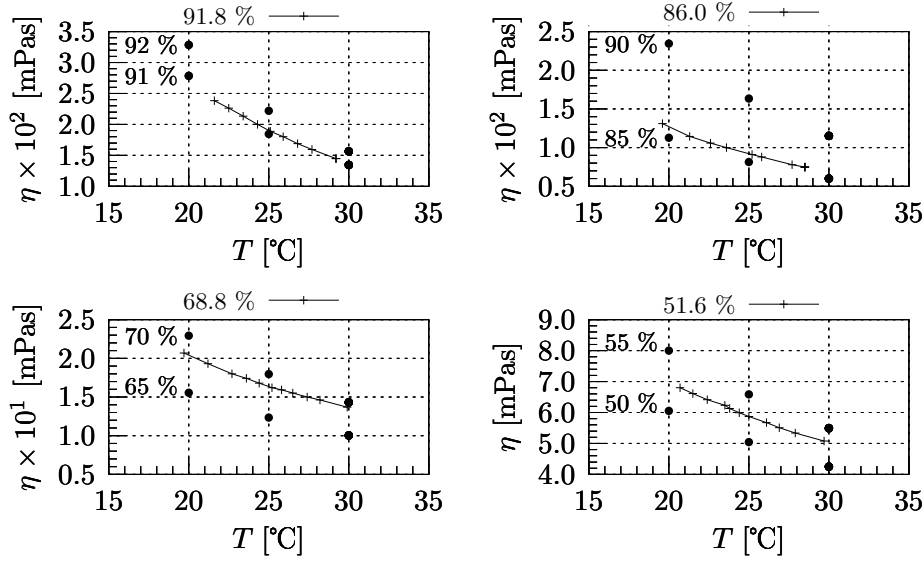 91.8 %
η × 10² [mPas]
3.5
3.0
2.5
2.0
1.5
1.0
92 %
91 %
15 20 25 30 35
T [°C]
86.0 %
η × 10² [mPas]
2.5
2.0
1.5
1.0
0.5
90 %
85 %
15 20 25 30 35
T [°C]
68.8 %
η × 10¹ [mPas]
2.5
2.0
1.5
1.0
0.5
70 %
65 %
15 20 25 30 35
T [°C]
51.6 %
η [mPas]
9.0
8.0
7.0
6.0
5.0
4.0
55 %
50 %
15 20 25 30 35
T [°C]